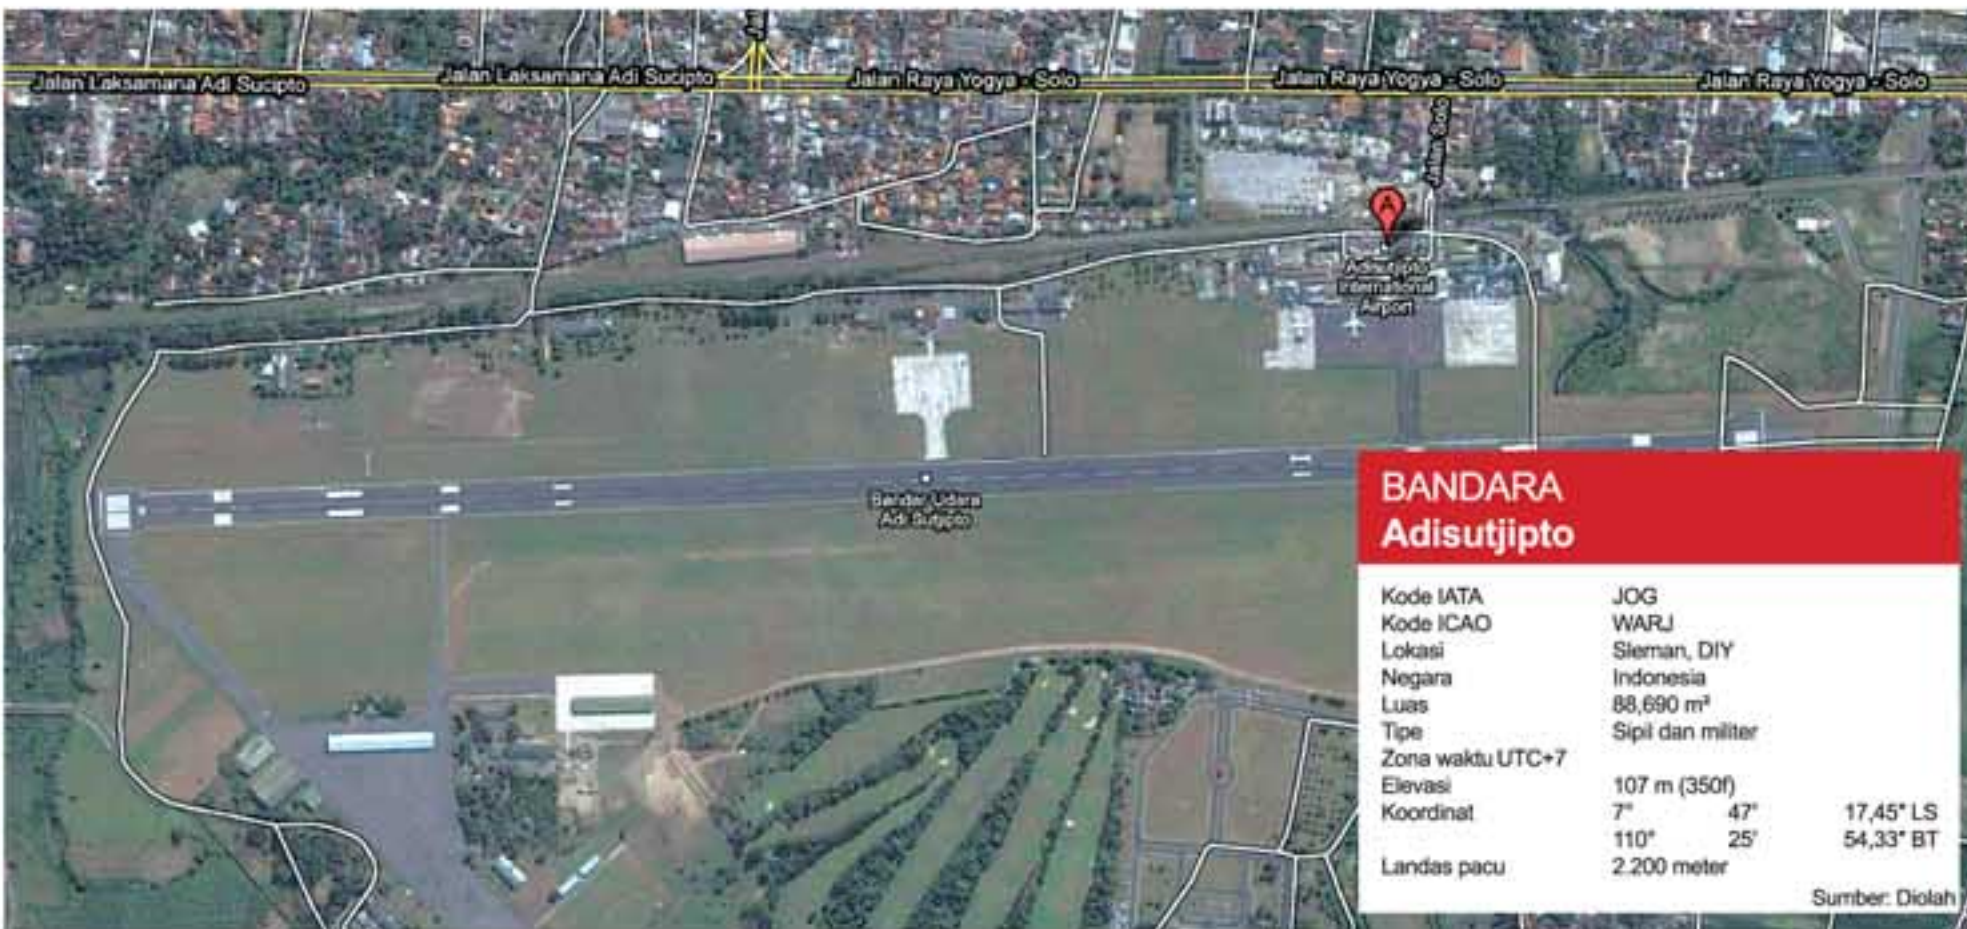 Jalan Laksamana Adi Sucipto
Jalan Laksamana Adi Sucipto
Jalan Raya Yogya - Solo
Jalan Raya Yogya - Solo
Jalan Raya Yogya - Solo
Jalan Solo
A
Adisutjipto
International
Airport
Bandar Udara
Adi Sutjipto
BANDARA
Adisutjipto
Kode IATA JOG
Kode ICAO WARJ
Lokasi Sleman, DIY
Negara Indonesia
Luas 88,690 m²
Tipe Sipil dan militer
Zona waktu UTC+7
Elevasi 107 m (350f)
Koordinat 7° 47' 17,45" LS
110° 25' 54,33" BT
Landas pacu 2.200 meter
Sumber: Diolah